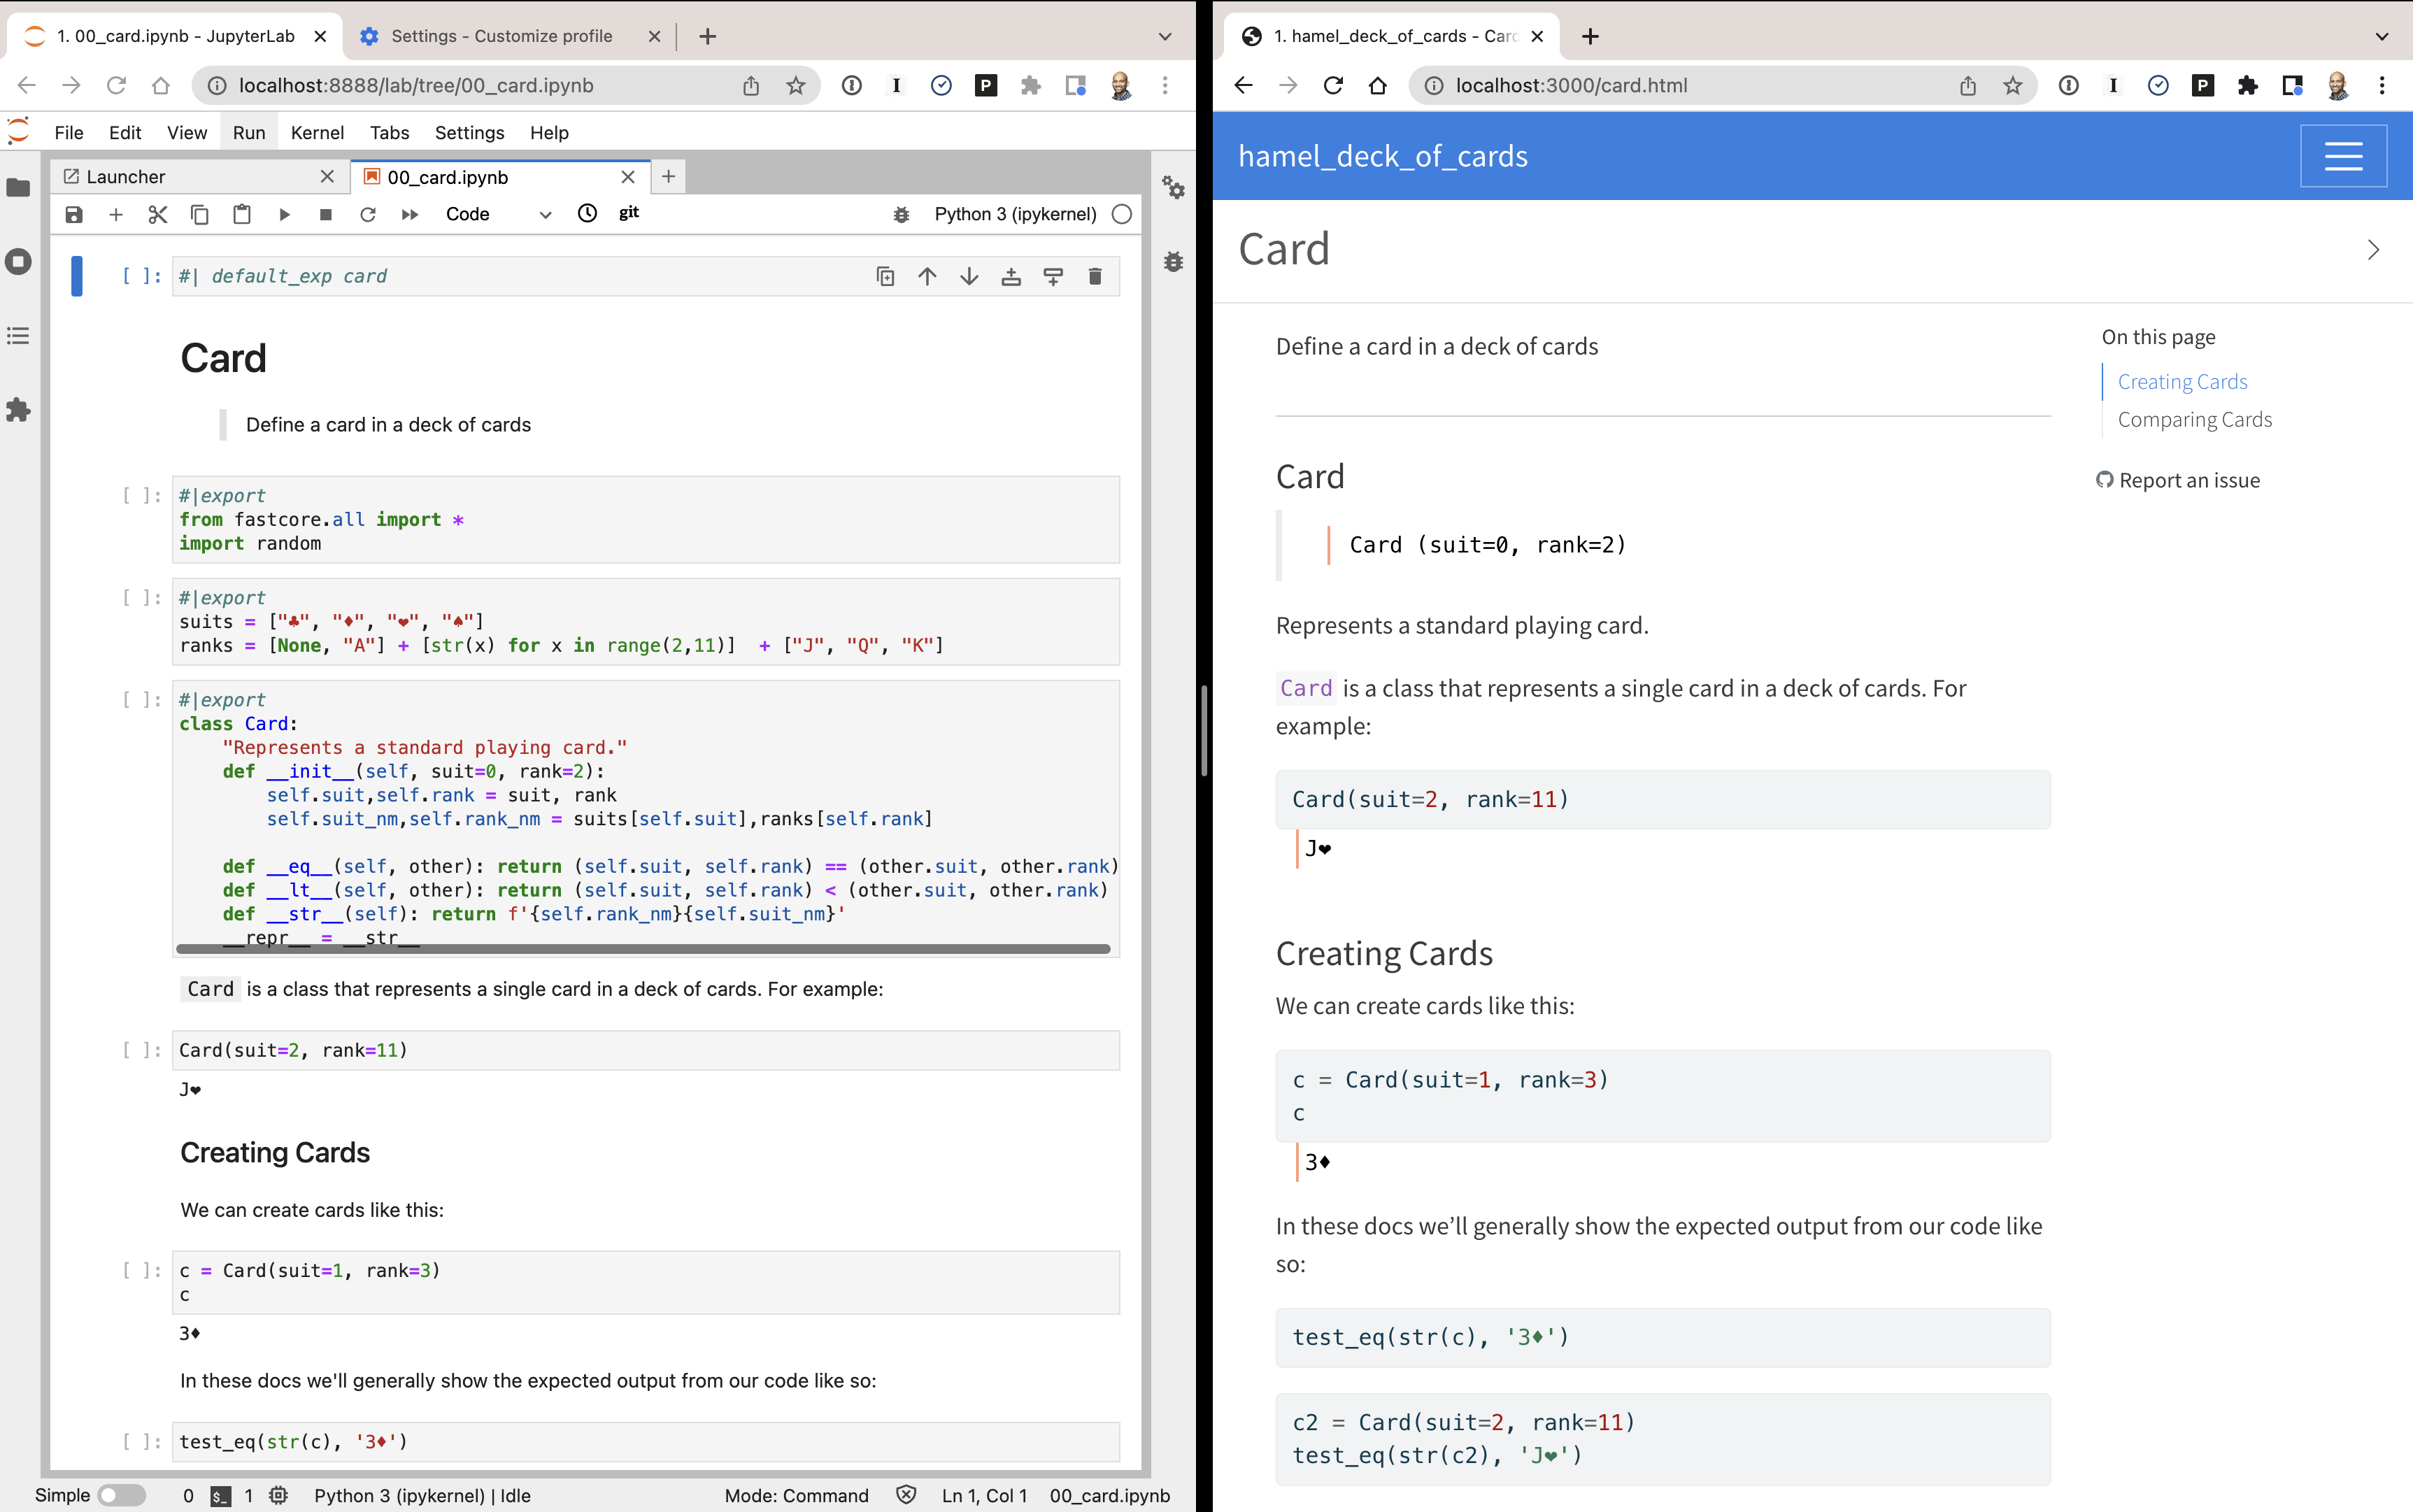 1. 00_card.ipynb - JupyterLab
Settings - Customize profile
localhost:8888/lab/tree/00_card.ipynb
File Edit View Run Kernel Tabs Settings Help
Launcher
00_card.ipynb
Code
git
Python 3 (ipykernel)
[ ]: #| default_exp card
Card
Define a card in a deck of cards
[ ]: #|export
from fastcore.all import *
import random
[ ]: #|export
suits = ["♣", "♦", "❤", "♠"]
ranks = [None, "A"] + [str(x) for x in range(2,11)]  + ["J", "Q", "K"]
[ ]: #|export
class Card:
    "Represents a standard playing card."
    def __init__(self, suit=0, rank=2):
        self.suit,self.rank = suit, rank
        self.suit_nm,self.rank_nm = suits[self.suit],ranks[self.rank]
    def __eq__(self, other): return (self.suit, self.rank) == (other.suit, other.rank)
    def __lt__(self, other): return (self.suit, self.rank) < (other.suit, other.rank)
    def __str__(self): return f'{self.rank_nm}{self.suit_nm}'
    __repr__ = __str__
Card is a class that represents a single card in a deck of cards. For example:
[ ]: Card(suit=2, rank=11)
J❤
Creating Cards
We can create cards like this:
[ ]: c = Card(suit=1, rank=3)
c
3♦
In these docs we'll generally show the expected output from our code like so:
[ ]: test_eq(str(c), '3♦')
Simple 0 $_ 1 Python 3 (ipykernel) | Idle Mode: Command Ln 1, Col 1 00_card.ipynb
1. hamel_deck_of_cards - Card
localhost:3000/card.html
hamel_deck_of_cards
Card
Define a card in a deck of cards
On this page
Creating Cards
Comparing Cards
Report an issue
Card
Card (suit=0, rank=2)
Represents a standard playing card.
Card is a class that represents a single card in a deck of cards. For
example:
Card(suit=2, rank=11)
J❤
Creating Cards
We can create cards like this:
c = Card(suit=1, rank=3)
c
3♦
In these docs we’ll generally show the expected output from our code like
so:
test_eq(str(c), '3♦')
c2 = Card(suit=2, rank=11)
test_eq(str(c2), 'J❤')